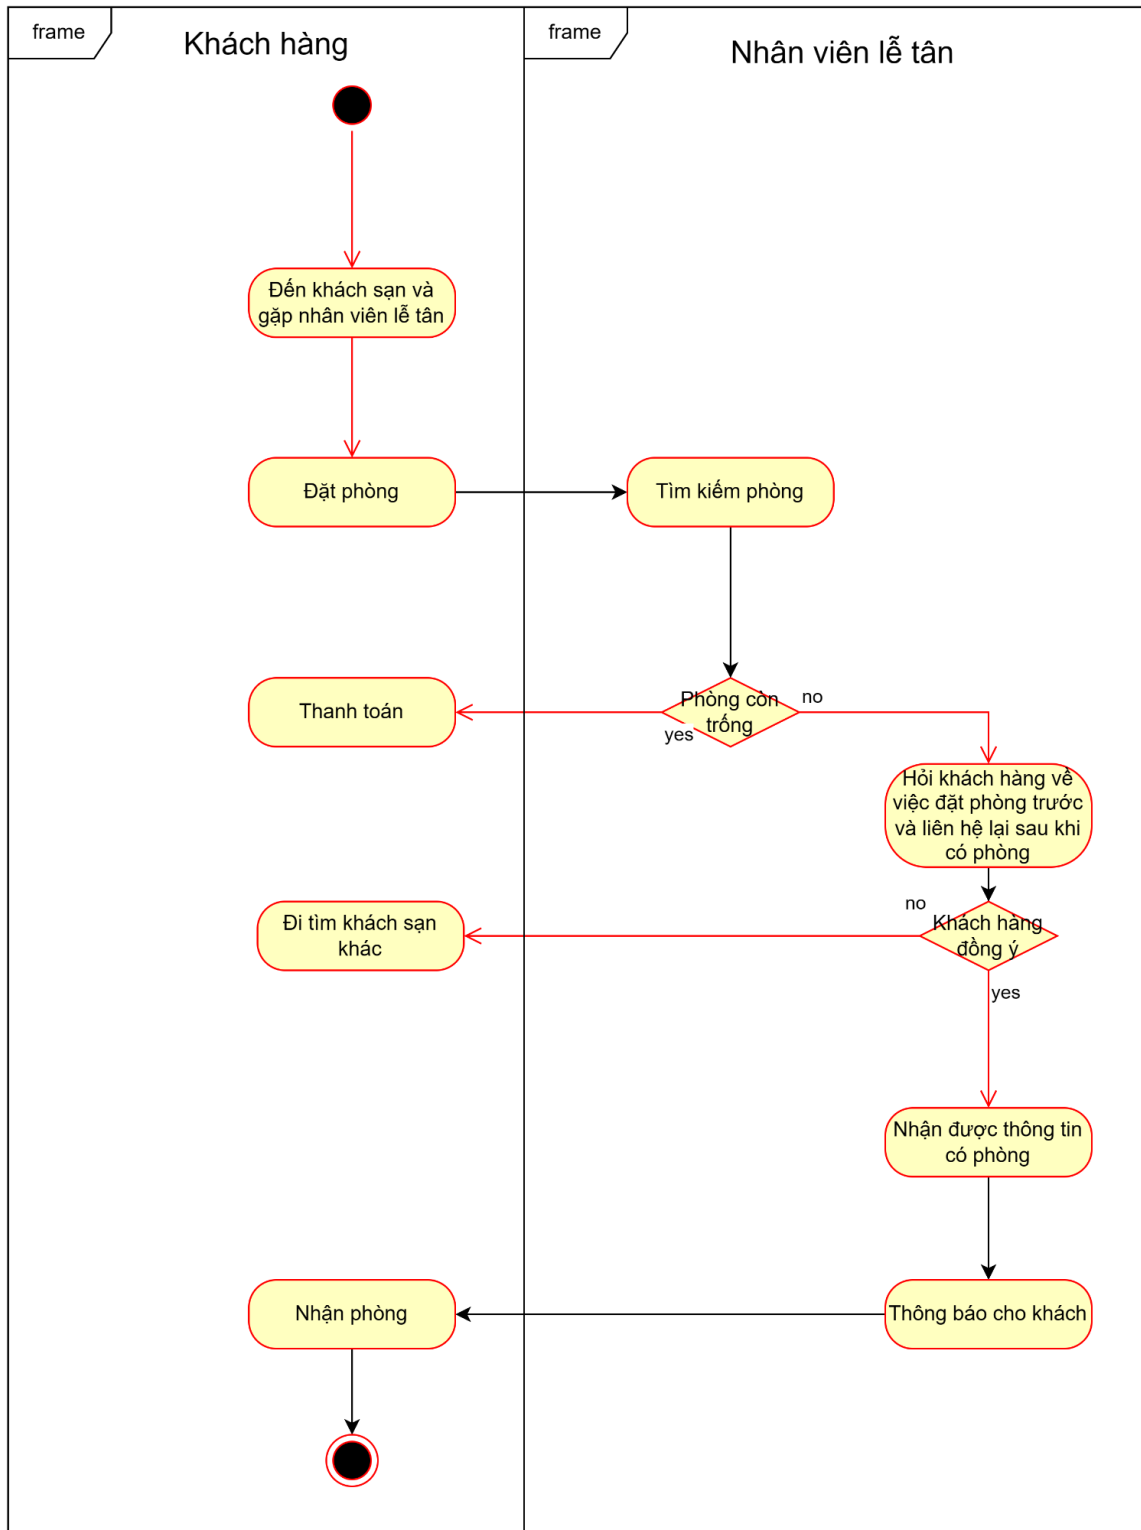 frame
Khách hàng
frame
Nhân viên lễ tân
Đến khách sạn và
gặp nhân viên lễ tân
Đặt phòng
Tìm kiếm phòng
Thanh toán
Phòng còn
trống
yes
no
Hỏi khách hàng về
việc đặt phòng trước
và liên hệ lại sau khi
có phòng
Đi tìm khách sạn
khác
no
Khách hàng
đồng ý
yes
Nhận được thông tin
có phòng
Nhận phòng
Thông báo cho khách